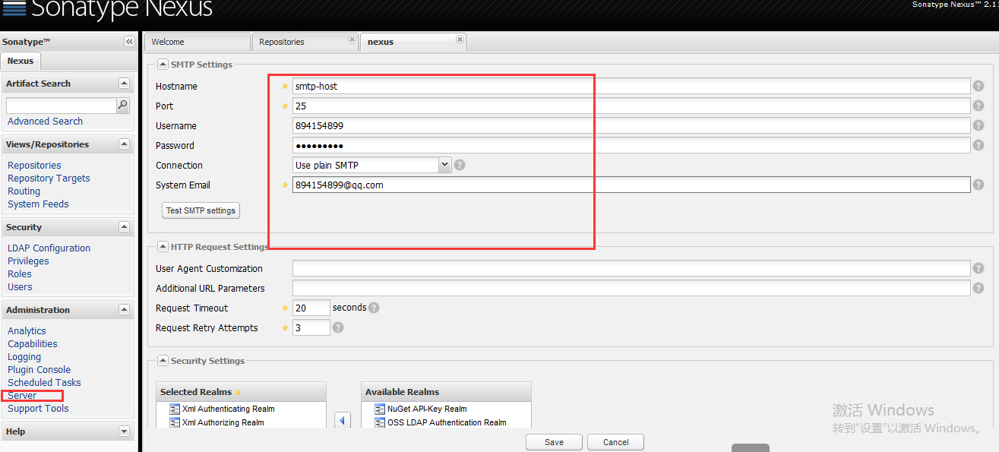 Sonatype Nexus
Sonatype Nexus™ 2.1
Sonatype™
Welcome
Repositories
nexus
Nexus
Artifact Search
Advanced Search
Views/Repositories
Repositories
Repository Targets
Routing
System Feeds
Security
LDAP Configuration
Privileges
Roles
Users
Administration
Analytics
Capabilities
Logging
Plugin Console
Scheduled Tasks
Server
Support Tools
Help
SMTP Settings
Hostname smtp-host
Port 25
Username 894154899
Password •••••••••
Connection Use plain SMTP
System Email 894154899@qq.com
Test SMTP settings
HTTP Request Settings
User Agent Customization
Additional URL Parameters
Request Timeout 20 seconds
Request Retry Attempts 3
Security Settings
Selected Realms
Xml Authenticating Realm
Xml Authorizing Realm
Available Realms
NuGet API-Key Realm
OSS LDAP Authentication Realm
Save
Cancel
激活 Windows
转到"设置"以激活 Windows。